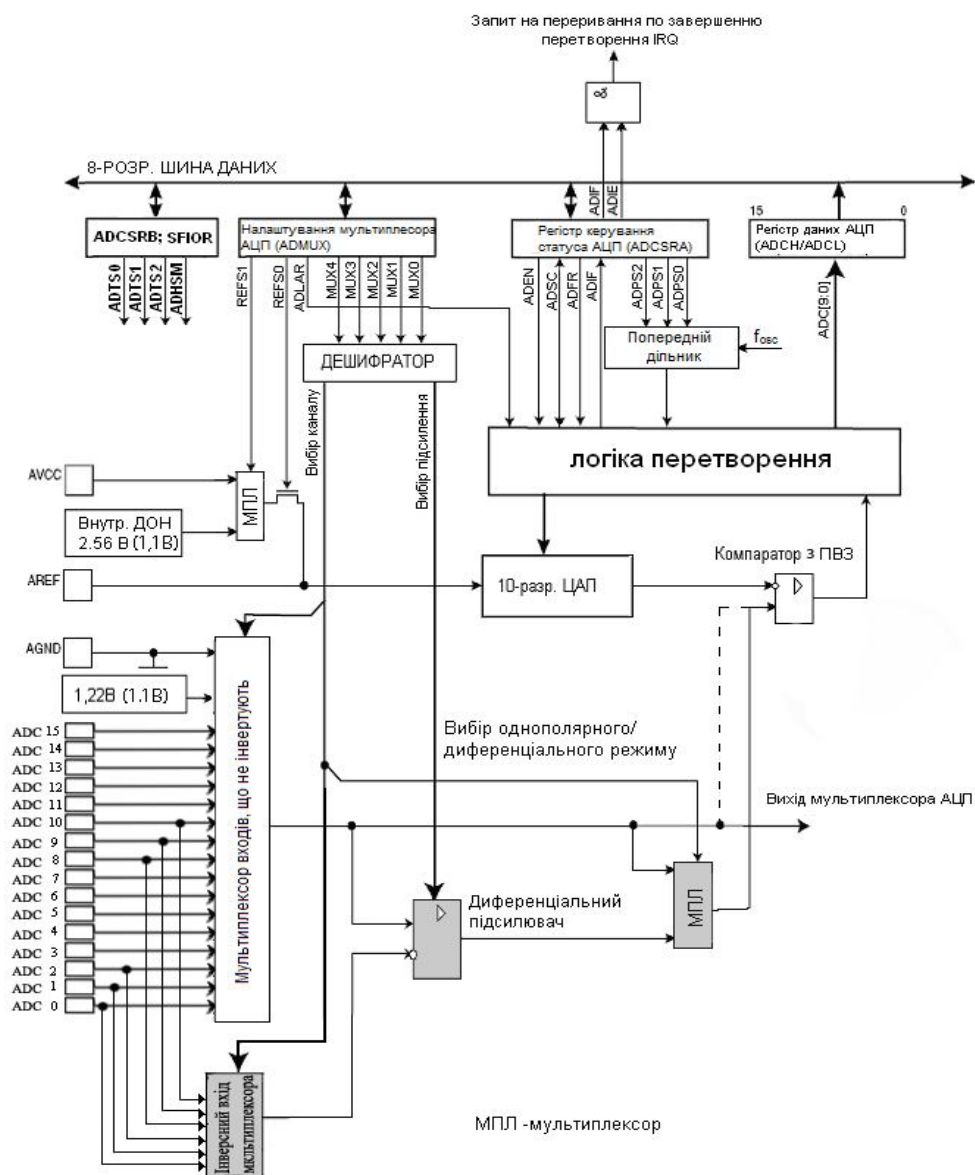 Запит на переривання по завершенню
перетворення IRQ
&
8-РОЗР. ШИНА ДАНИХ
ADIF
ADIE
15
0
ADCSRB; SFIOR
Налаштування мультиплесора
АЦП (ADMUX)
Регістр керування
статуса АЦП (ADCSRA)
Регістр даних АЦП
(ADCH/ADCL)
ADTS0
ADTS1
ADTS2
ADHSM
REFS1
REFS0
ADLAR
MUX4
MUX3
MUX2
MUX1
MUX0
ADEN
ADSC
ADFR
ADIF
ADPS2
ADPS1
ADPS0
ADC[9:0]
Попередній
дільник
fosc
ДЕШИФРАТОР
Вибір каналу
Вибір підсилення
логіка перетворення
AVCC
МПЛ
Внутр. ДОН
2.56 В (1,1В)
Компаратор з ПВЗ
AREF
10-разр. ЦАП
AGND
1,22В (1.1В)
Мультиплексор входів, що не інвертують
ADC 15
ADC 14
ADC 13
ADC 12
ADC 11
ADC 10
ADC 9
ADC 8
ADC 7
ADC 6
ADC 5
ADC 4
ADC 3
ADC 2
ADC 1
ADC 0
Вибір однополярного/
диференціального режиму
Вихід мультиплексора АЦП
МПЛ
Диференціальний
підсилювач
Інверсний вхід
мкльтиплексора
МПЛ -мультиплексор